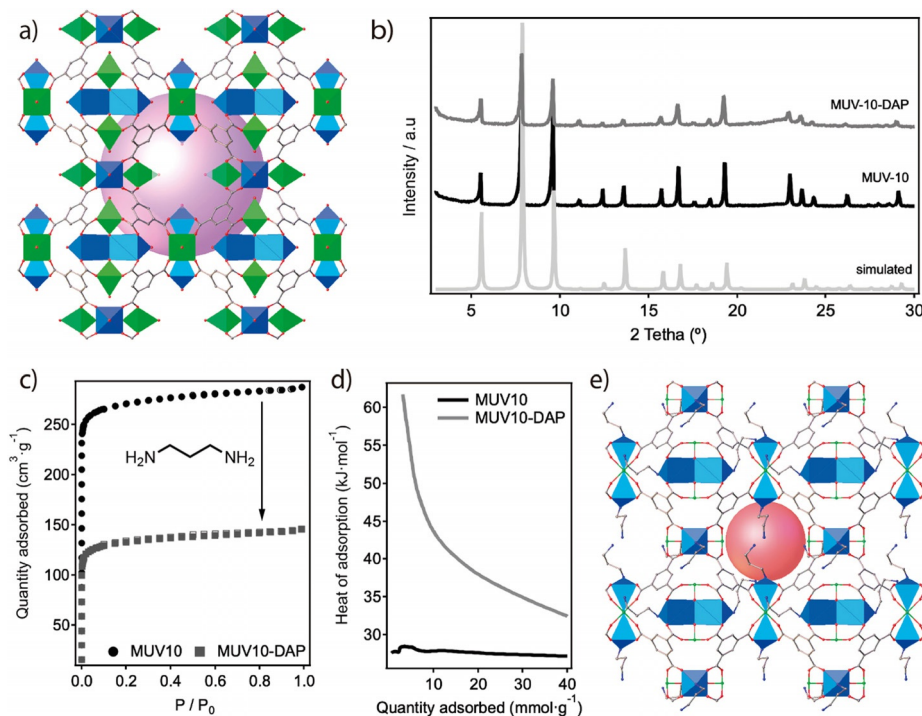 a)
b)
Intensity / a.u
MUV-10-DAP
MUV-10
simulated
5 10 15 20 25 30
2 Tetha (º)
c)
Quantity adsorbed (cm³·g⁻¹)
250
200
150
100
50
H₂N NH₂
MUV10 MUV10-DAP
0.0 0.2 0.4 0.6 0.8 1.0
P / P₀
d)
Heat of adsorption (kJ·mol⁻¹)
MUV10
MUV10-DAP
60
55
50
45
40
35
30
10 20 30 40
Quantity adsorbed (mmol·g⁻¹)
e)